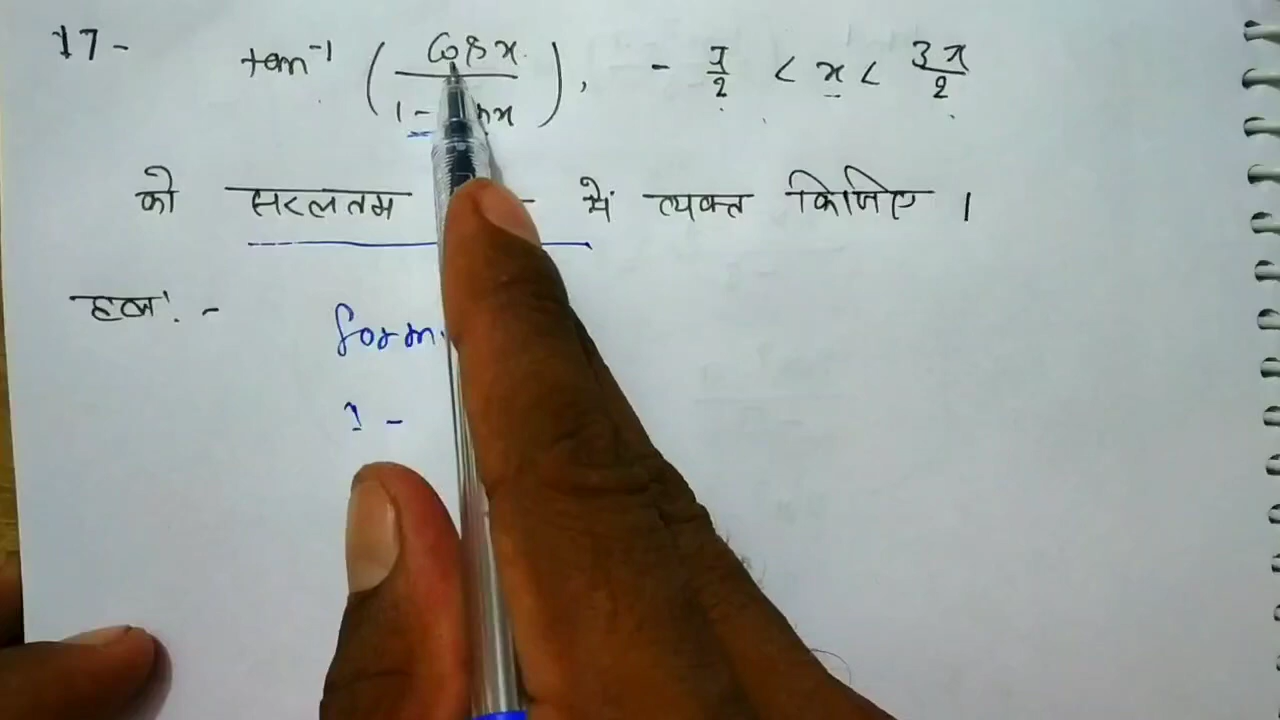 17- tan⁻¹ (cos x / 1 - x), - π/2 < x < 3π/2
को सरलतम में व्यक्त किजिए ।
हल: -
form
1 -